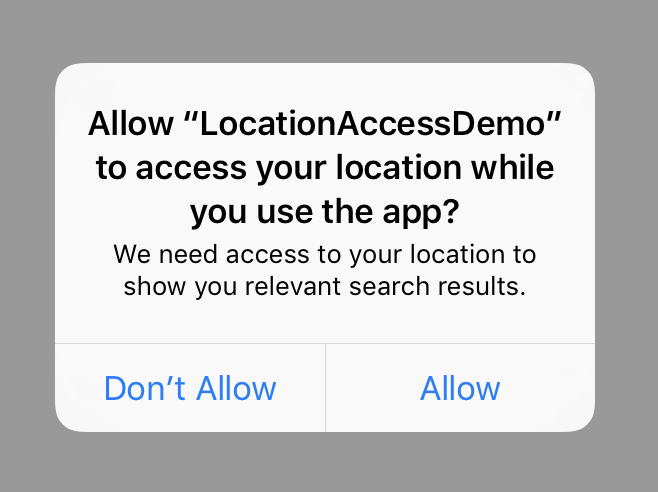 Allow “LocationAccessDemo”
to access your location while
you use the app?
We need access to your location to
show you relevant search results.
Don’t Allow
Allow